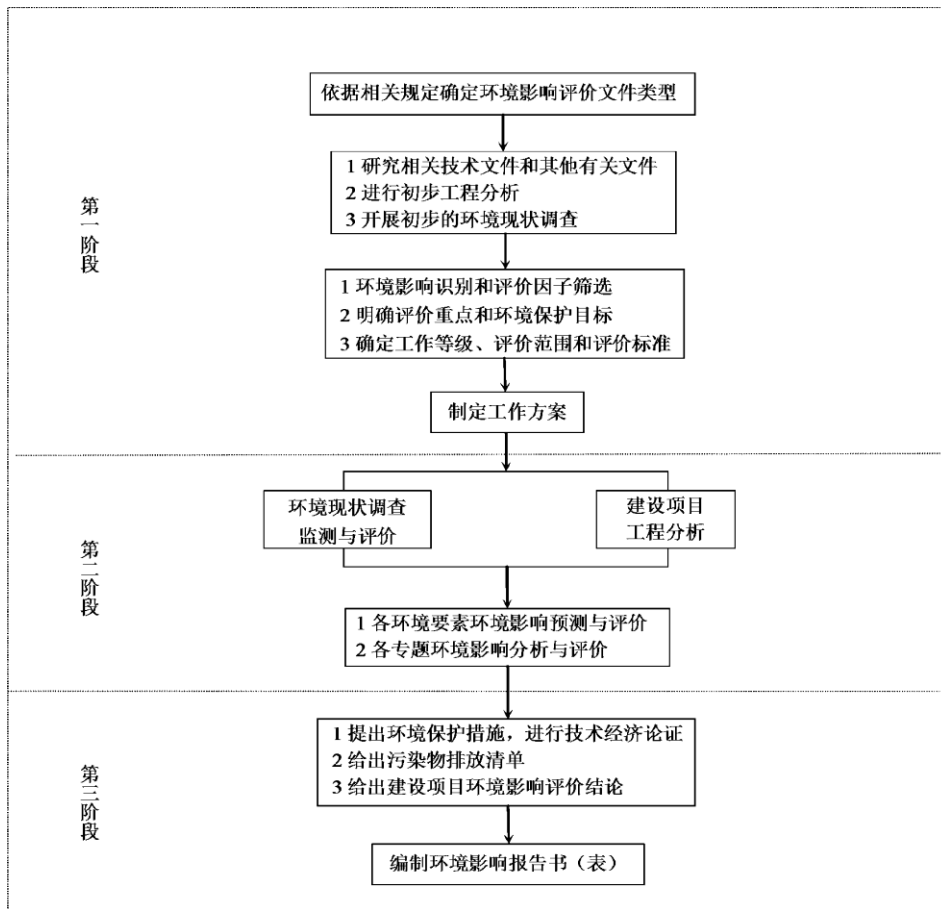 依据相关规定确定环境影响评价文件类型
1 研究相关技术文件和其他有关文件
2 进行初步工程分析
3 开展初步的环境现状调查
第一阶段
1 环境影响识别和评价因子筛选
2 明确评价重点和环境保护目标
3 确定工作等级、评价范围和评价标准
制定工作方案
第二阶段
环境现状调查
监测与评价
建设项目
工程分析
1 各环境要素环境影响预测与评价
2 各专题环境影响分析与评价
第三阶段
1 提出环境保护措施，进行技术经济论证
2 给出污染物排放清单
3 给出建设项目环境影响评价结论
编制环境影响报告书（表）